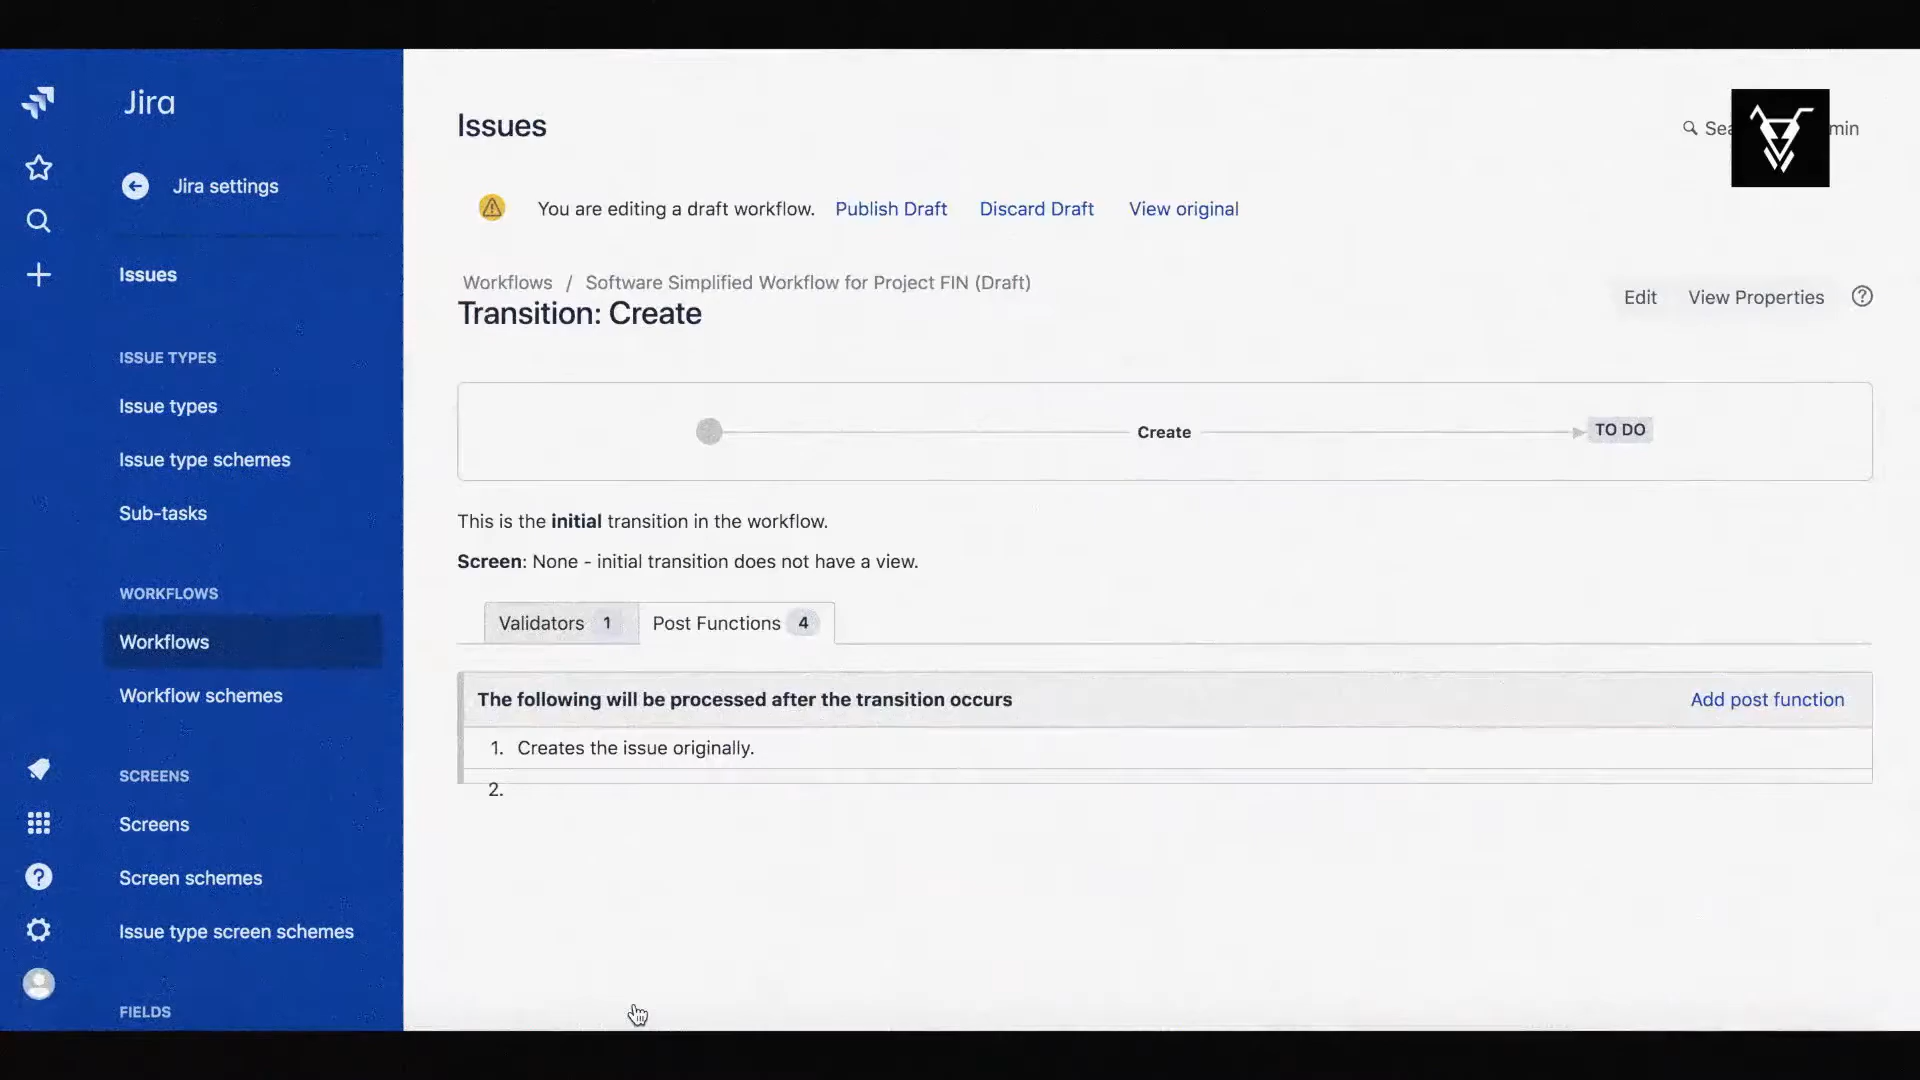 Jira
Jira settings
Issues
ISSUE TYPES
Issue types
Issue type schemes
Sub-tasks
WORKFLOWS
Workflows
Workflow schemes
SCREENS
Screens
Screen schemes
Issue type screen schemes
FIELDS
Issues
You are editing a draft workflow. Publish Draft Discard Draft View original
Workflows / Software Simplified Workflow for Project FIN (Draft)
Transition: Create
Edit View Properties
Create TO DO
This is the initial transition in the workflow.
Screen: None - initial transition does not have a view.
Validators 1 Post Functions 4
The following will be processed after the transition occurs Add post function
1. Creates the issue originally.
2.